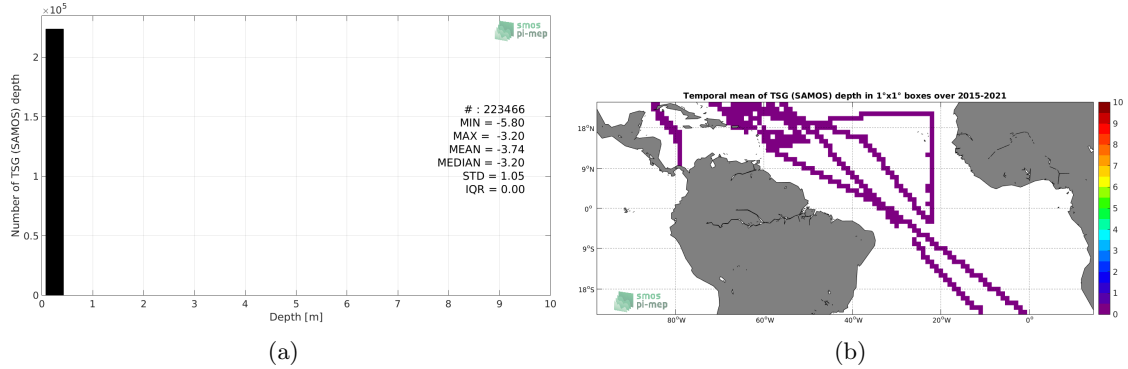 ×10^5
2
1.5
1
0.5
0
Number of TSG (SAMOS) depth
smos
pi-mep
# : 223466
MIN = -5.80
MAX = -3.20
MEAN = -3.74
MEDIAN = -3.20
STD = 1.05
IQR = 0.00
0 1 2 3 4 5 6 7 8 9 10
Depth [m]
(a)
Temporal mean of TSG (SAMOS) depth in 1°x1° boxes over 2015-2021
18°N
9°N
0°
9°S
18°S
smos
pi-mep
80°W 60°W 40°W 20°W 0°
10
9
8
7
6
5
4
3
2
1
0
(b)